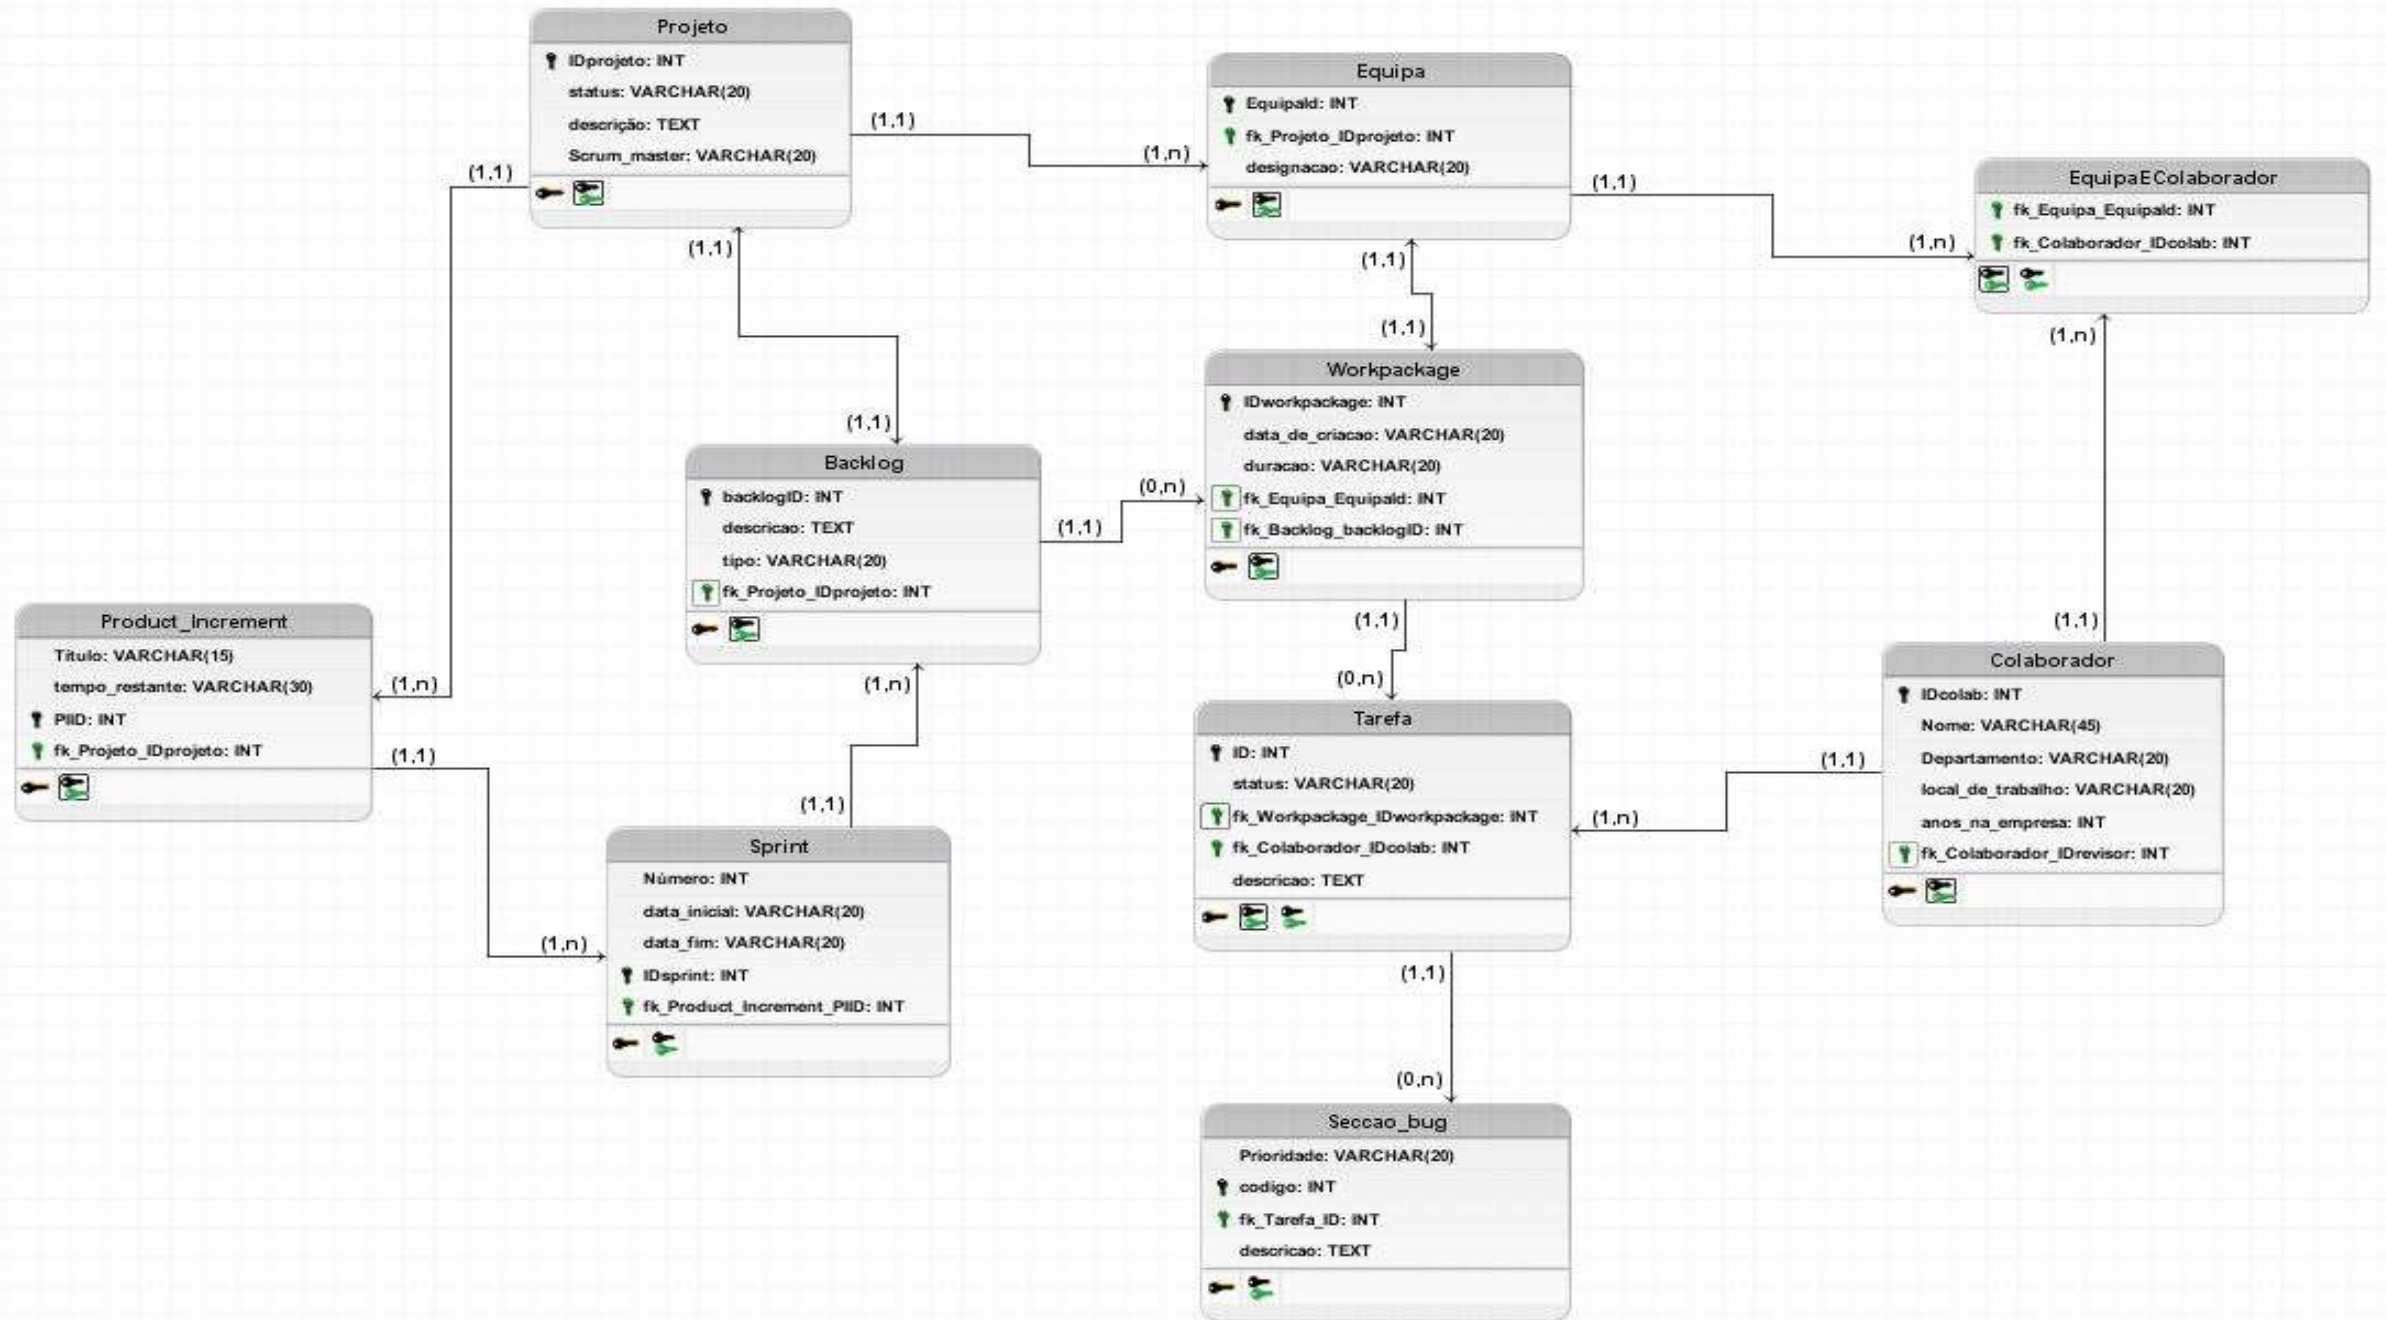 Projeto
IDprojeto: INT
status: VARCHAR(20)
descrição: TEXT
Scrum_master: VARCHAR(20)
(1,1)
(1,1)
(1,1)
(1,n)
Equipa
EquipaId: INT
fk_Projeto_IDprojeto: INT
designacao: VARCHAR(20)
(1,1)
(1,n)
(1,1)
(1,1)
EquipaEColaborador
fk_Equipa_EquipaId: INT
fk_Colaborador_IDcolab: INT
(1,n)
(1,1)
Workpackage
IDworkpackage: INT
data_de_criacao: VARCHAR(20)
duracao: VARCHAR(20)
fk_Equipa_EquipaId: INT
fk_Backlog_backlogID: INT
(1,1)
(0,n)
(1,1)
Backlog
backlogID: INT
descricao: TEXT
tipo: VARCHAR(20)
fk_Projeto_IDprojeto: INT
(1,1)
(0,n)
(1,n)
(1,1)
Product_Increment
Titulo: VARCHAR(15)
tempo_restante: VARCHAR(30)
PIID: INT
fk_Projeto_IDprojeto: INT
(1,n)
(1,1)
(1,n)
Sprint
Número: INT
data_inicial: VARCHAR(20)
data_fim: VARCHAR(20)
IDsprint: INT
fk_Product_Increment_PIID: INT
Tarefa
ID: INT
status: VARCHAR(20)
fk_Workpackage_IDworkpackage: INT
fk_Colaborador_IDcolab: INT
descricao: TEXT
(1,n)
(1,1)
Colaborador
IDcolab: INT
Nome: VARCHAR(45)
Departamento: VARCHAR(20)
local_de_trabalho: VARCHAR(20)
anos_na_empresa: INT
fk_Colaborador_IDrevisor: INT
(1,1)
(0,n)
Seccao_bug
Prioridade: VARCHAR(20)
codigo: INT
fk_Tarefa_ID: INT
descricao: TEXT